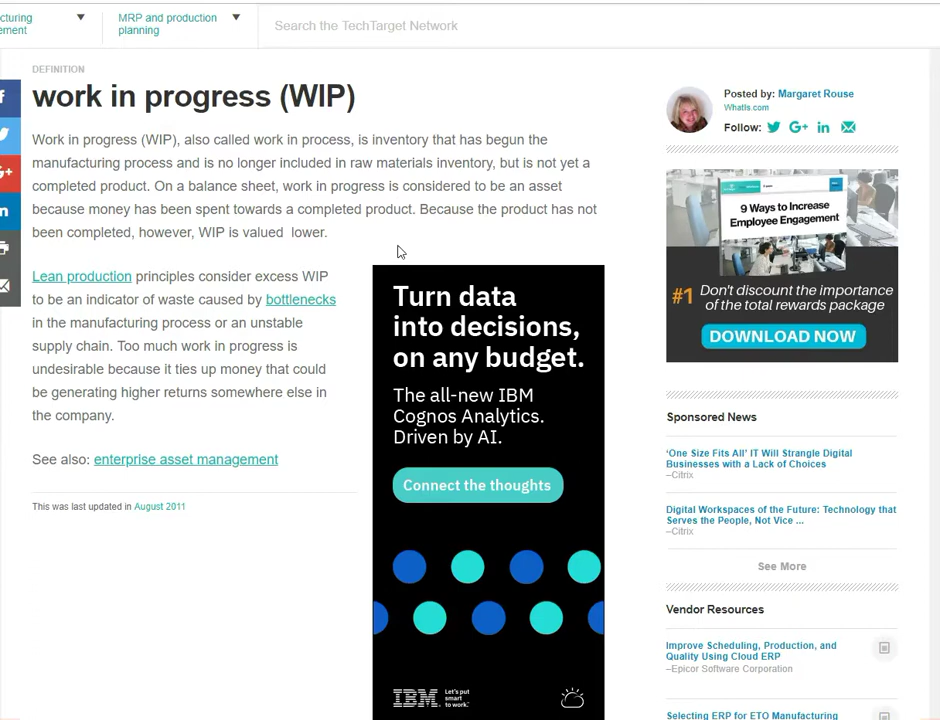 cturing
ement
MRP and production
planning
Search the TechTarget Network
DEFINITION
work in progress (WIP)
Work in progress (WIP), also called work in process, is inventory that has begun the
manufacturing process and is no longer included in raw materials inventory, but is not yet a
completed product. On a balance sheet, work in progress is considered to be an asset
because money has been spent towards a completed product. Because the product has not
been completed, however, WIP is valued lower.
Lean production principles consider excess WIP
to be an indicator of waste caused by bottlenecks
in the manufacturing process or an unstable
supply chain. Too much work in progress is
undesirable because it ties up money that could
be generating higher returns somewhere else in
the company.
See also: enterprise asset management
This was last updated in August 2011
Turn data
into decisions,
on any budget.
The all-new IBM
Cognos Analytics.
Driven by AI.
Connect the thoughts
IBM
Let's put
smart
to work.
Posted by: Margaret Rouse
WhatIs.com
Follow:
G+
in
9 Ways to Increase
Employee Engagement
#1 Don't discount the importance
of the total rewards package
DOWNLOAD NOW
Sponsored News
‘One Size Fits All’ IT Will Strangle Digital
Businesses with a Lack of Choices
–Citrix
Digital Workspaces of the Future: Technology that
Serves the People, Not Vice ...
–Citrix
See More
Vendor Resources
Improve Scheduling, Production, and
Quality Using Cloud ERP
–Epicor Software Corporation
Selecting ERP for ETO Manufacturing